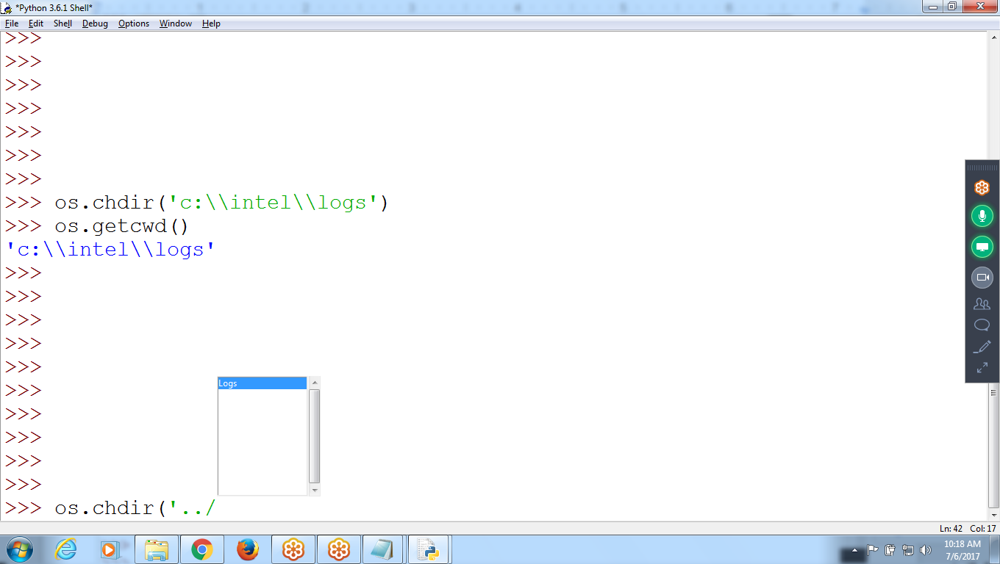 *Python 3.6.1 Shell*
File Edit Shell Debug Options Window Help
>>>
>>>
>>>
>>>
>>>
>>>
>>>
>>> os.chdir('c:\\intel\\logs')
>>> os.getcwd()
'c:\\intel\\logs'
>>>
>>>
>>>
>>>
>>>
>>>
>>>
>>>
>>>
>>>
Logs
>>> os.chdir('../
Ln: 42 Col: 17
10:18 AM
7/6/2017